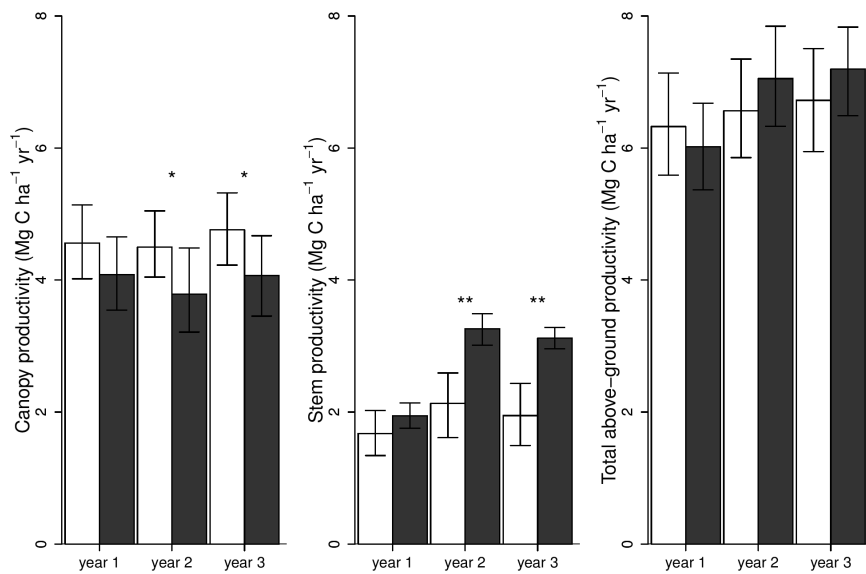 Canopy productivity (Mg C ha⁻¹ yr⁻¹)
8
6
4
2
0
* *
year 1 year 2 year 3
Stem productivity (Mg C ha⁻¹ yr⁻¹)
8
6
4
2
0
** **
year 1 year 2 year 3
Total above−ground productivity (Mg C ha⁻¹ yr⁻¹)
8
6
4
2
0
year 1 year 2 year 3